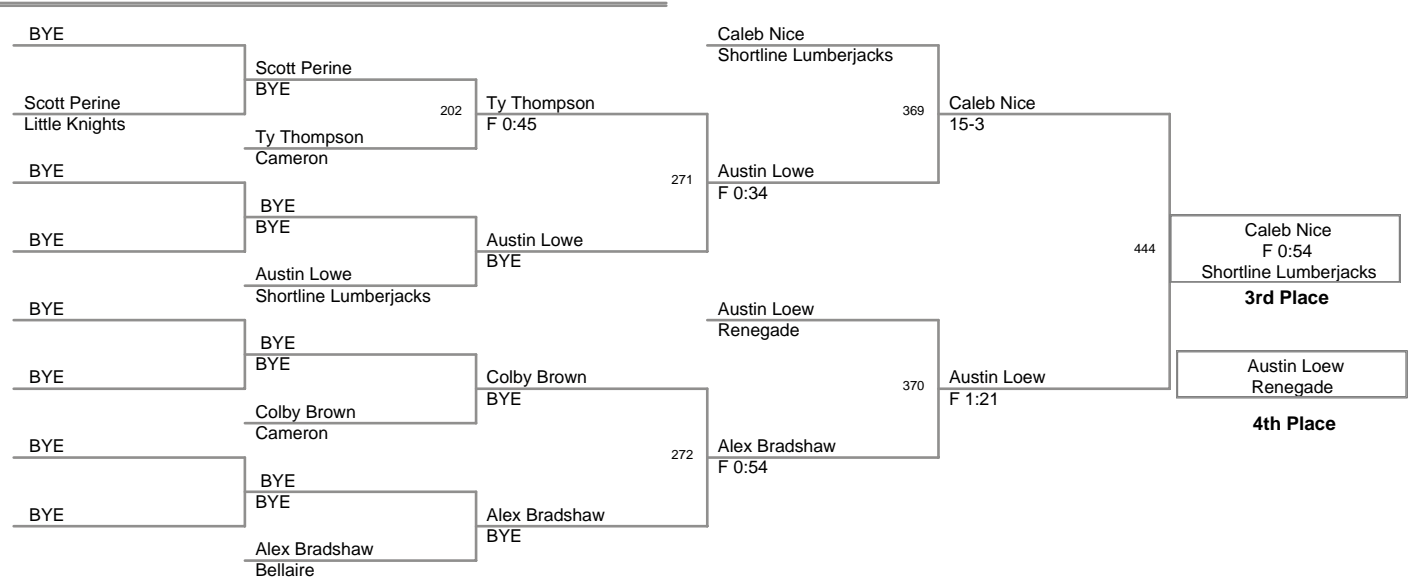 BYE
Scott Perine
Little Knights
BYE
BYE
BYE
BYE
BYE
BYE
Scott Perine
BYE
Ty Thompson
Cameron
BYE
BYE
Austin Lowe
Shortline Lumberjacks
BYE
BYE
Colby Brown
Cameron
BYE
BYE
Alex Bradshaw
Bellaire
202
Ty Thompson
F 0:45
Austin Lowe
BYE
Colby Brown
BYE
Alex Bradshaw
BYE
271
272
Caleb Nice
Shortline Lumberjacks
Austin Lowe
F 0:34
Austin Loew
Renegade
Alex Bradshaw
F 0:54
369
370
Caleb Nice
15-3
Austin Loew
F 1:21
444
Caleb Nice
F 0:54
Shortline Lumberjacks
3rd Place
Austin Loew
Renegade
4th Place